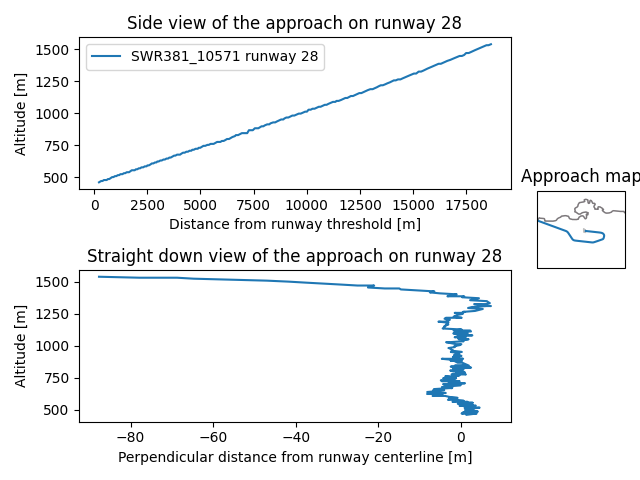 Side view of the approach on runway 28
Altitude [m]
1500
1250
1000
750
500
SWR381_10571 runway 28
0 2500 5000 7500 10000 12500 15000 17500
Distance from runway threshold [m]
Approach map
Straight down view of the approach on runway 28
Altitude [m]
1500
1250
1000
750
500
−80 −60 −40 −20 0
Perpendicular distance from runway centerline [m]